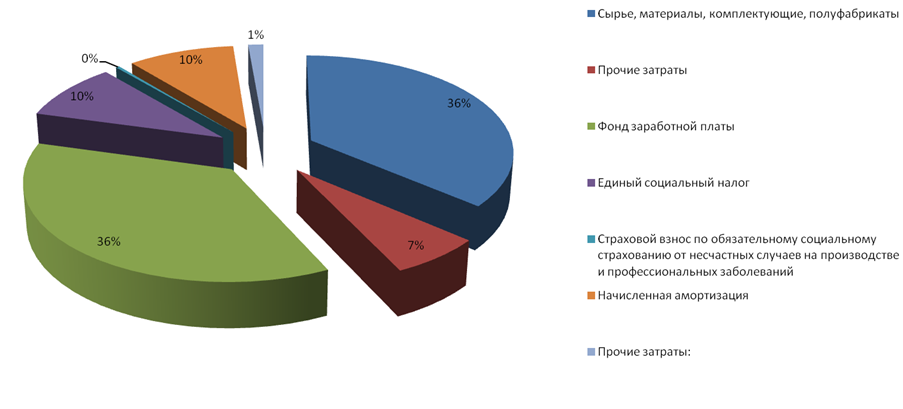 1%
0%
10%
10%
36%
36%
7%
Сырье, материалы, комплектующие, полуфабрикаты
Прочие затраты
Фонд заработной платы
Единый социальный налог
Страховой взнос по обязательному социальному
страхованию от несчастных случаев на производстве
и профессиональных заболеваний
Начисленная амортизация
Прочие затраты: